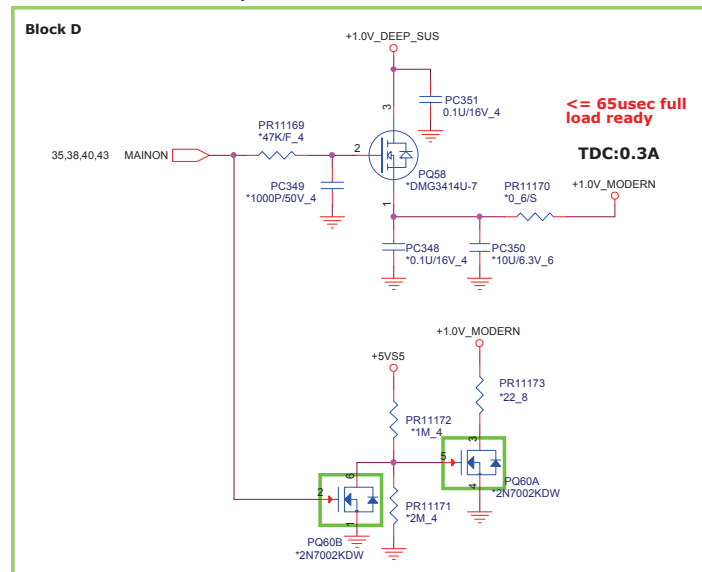 Block D
+1.0V_DEEP_SUS
3
PC351
0.1U/16V_4
<= 65usec full
load ready
TDC:0.3A
PR11169
*47K/F_4
35,38,40,43 MAINON
2
PQ58
*DMG3414U-7
PC349
*1000P/50V_4
1
PR11170
*0_6/S
+1.0V_MODERN
PC348
*0.1U/16V_4
PC350
*10U/6.3V_6
+1.0V_MODERN
+5VS5
PR11173
*22_8
PR11172
*1M_4
3
5
4
PQ60A
*2N7002KDW
6
2
1
PR11171
*2M_4
PQ60B
*2N7002KDW